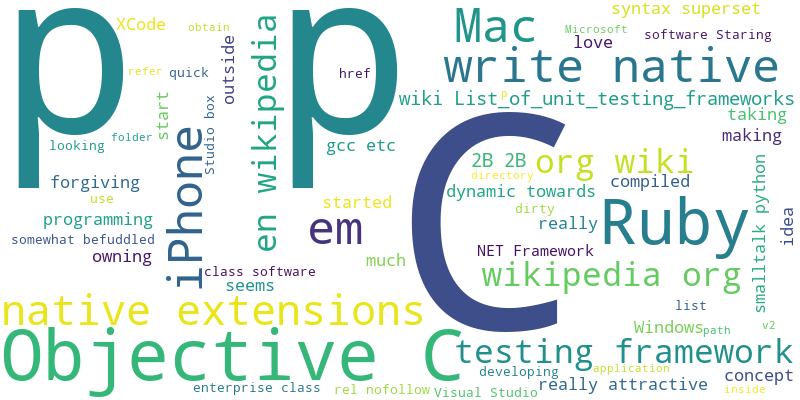 p p
C
Mac
write native
Ruby
Objective C
native extensions
iPhone
en wikipedia
em
org wiki
wikipedia org
testing framework
wiki List_of_unit_testing_frameworks
XCode
obtain
refer
quick
outside
href
start
Studio box
folder
looking
forgiving
use
programming
somewhat befuddled
owning
class software
seems
gcc etc
started
much
syntax superset
Microsoft
software Staring
love
p
taking
making
2B 2B
directory
compiled
dynamic towards
dirty
really
NET Framework
smalltalk python
idea
list
Windows
path
v2
developing
application
concept
really attractive
inside
enterprise class
rel nofollow
Visual Studio